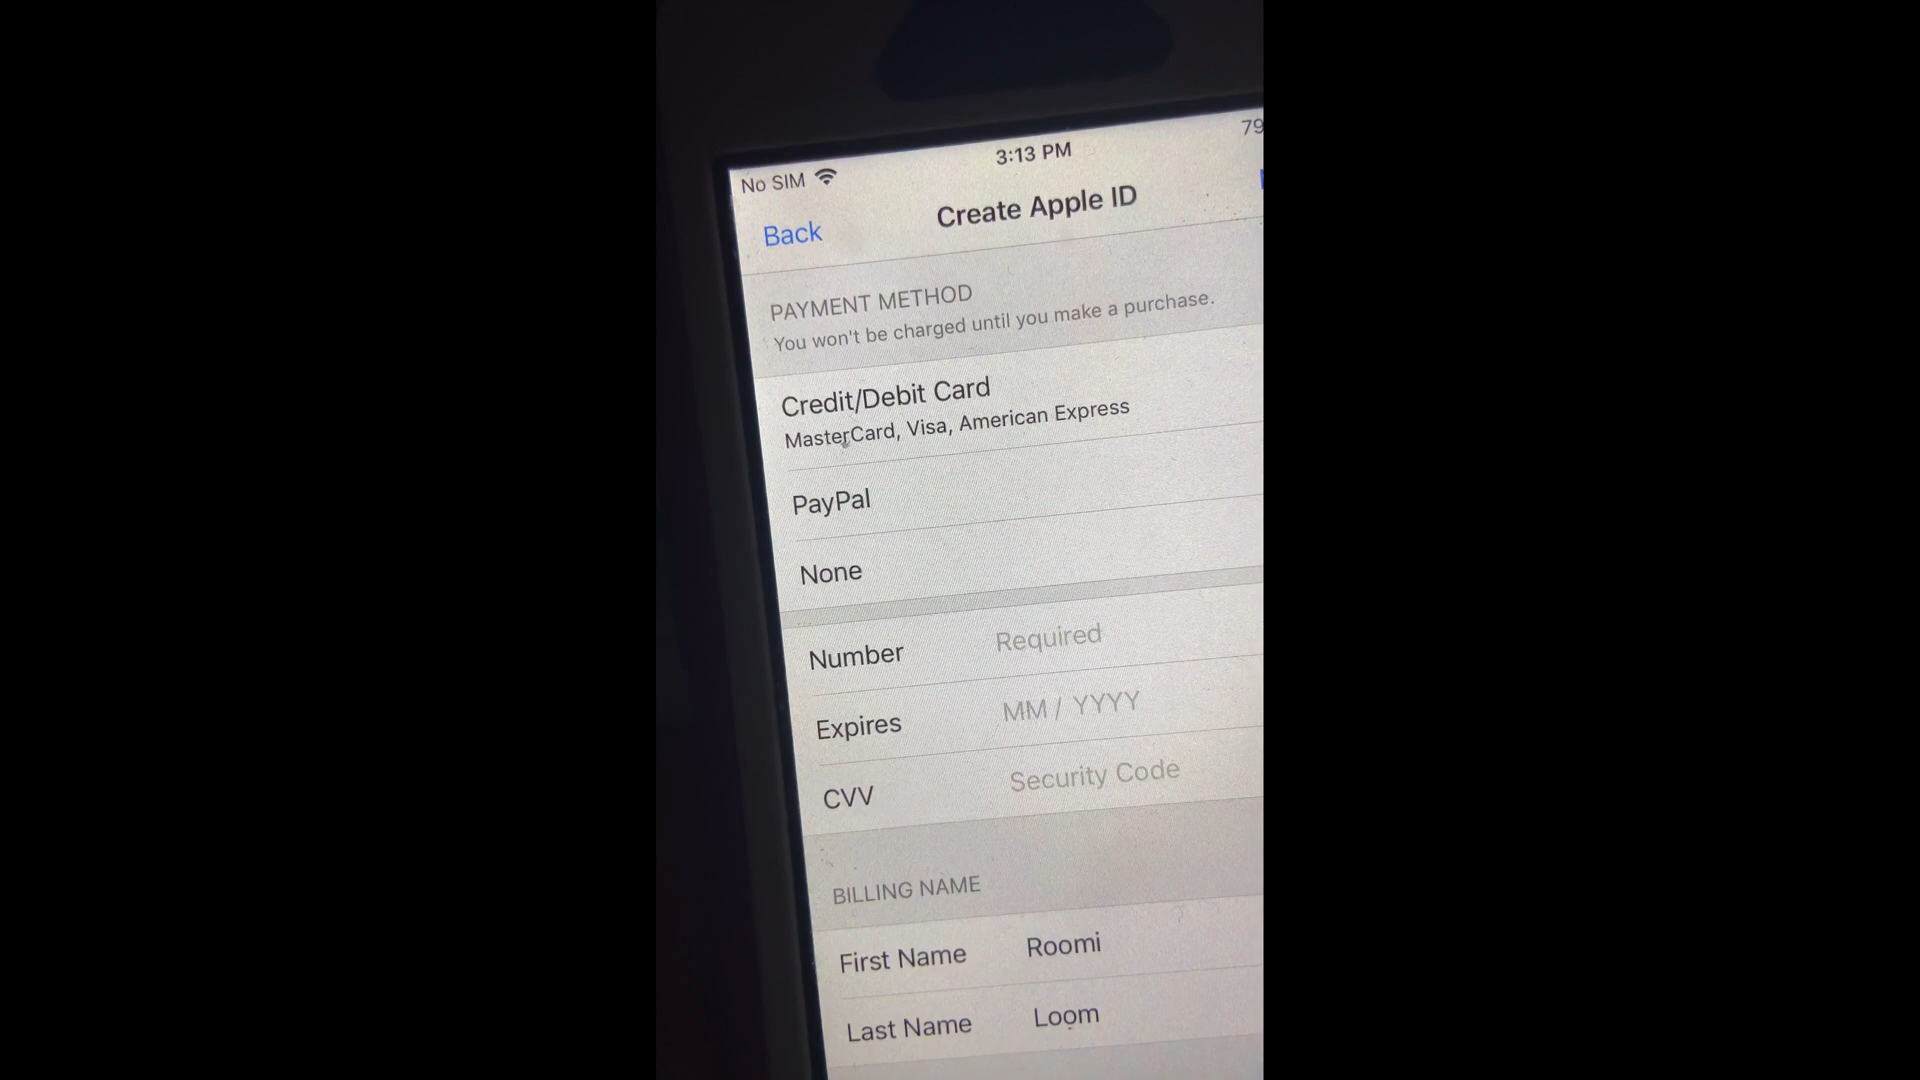 79
3:13 PM
No SIM
Create Apple ID
Back
PAYMENT METHOD
You won't be charged until you make a purchase.
Credit/Debit Card
MasterCard, Visa, American Express
PayPal
None
Number Required
Expires MM / YYYY
CVV Security Code
BILLING NAME
First Name Roomi
Last Name Loom